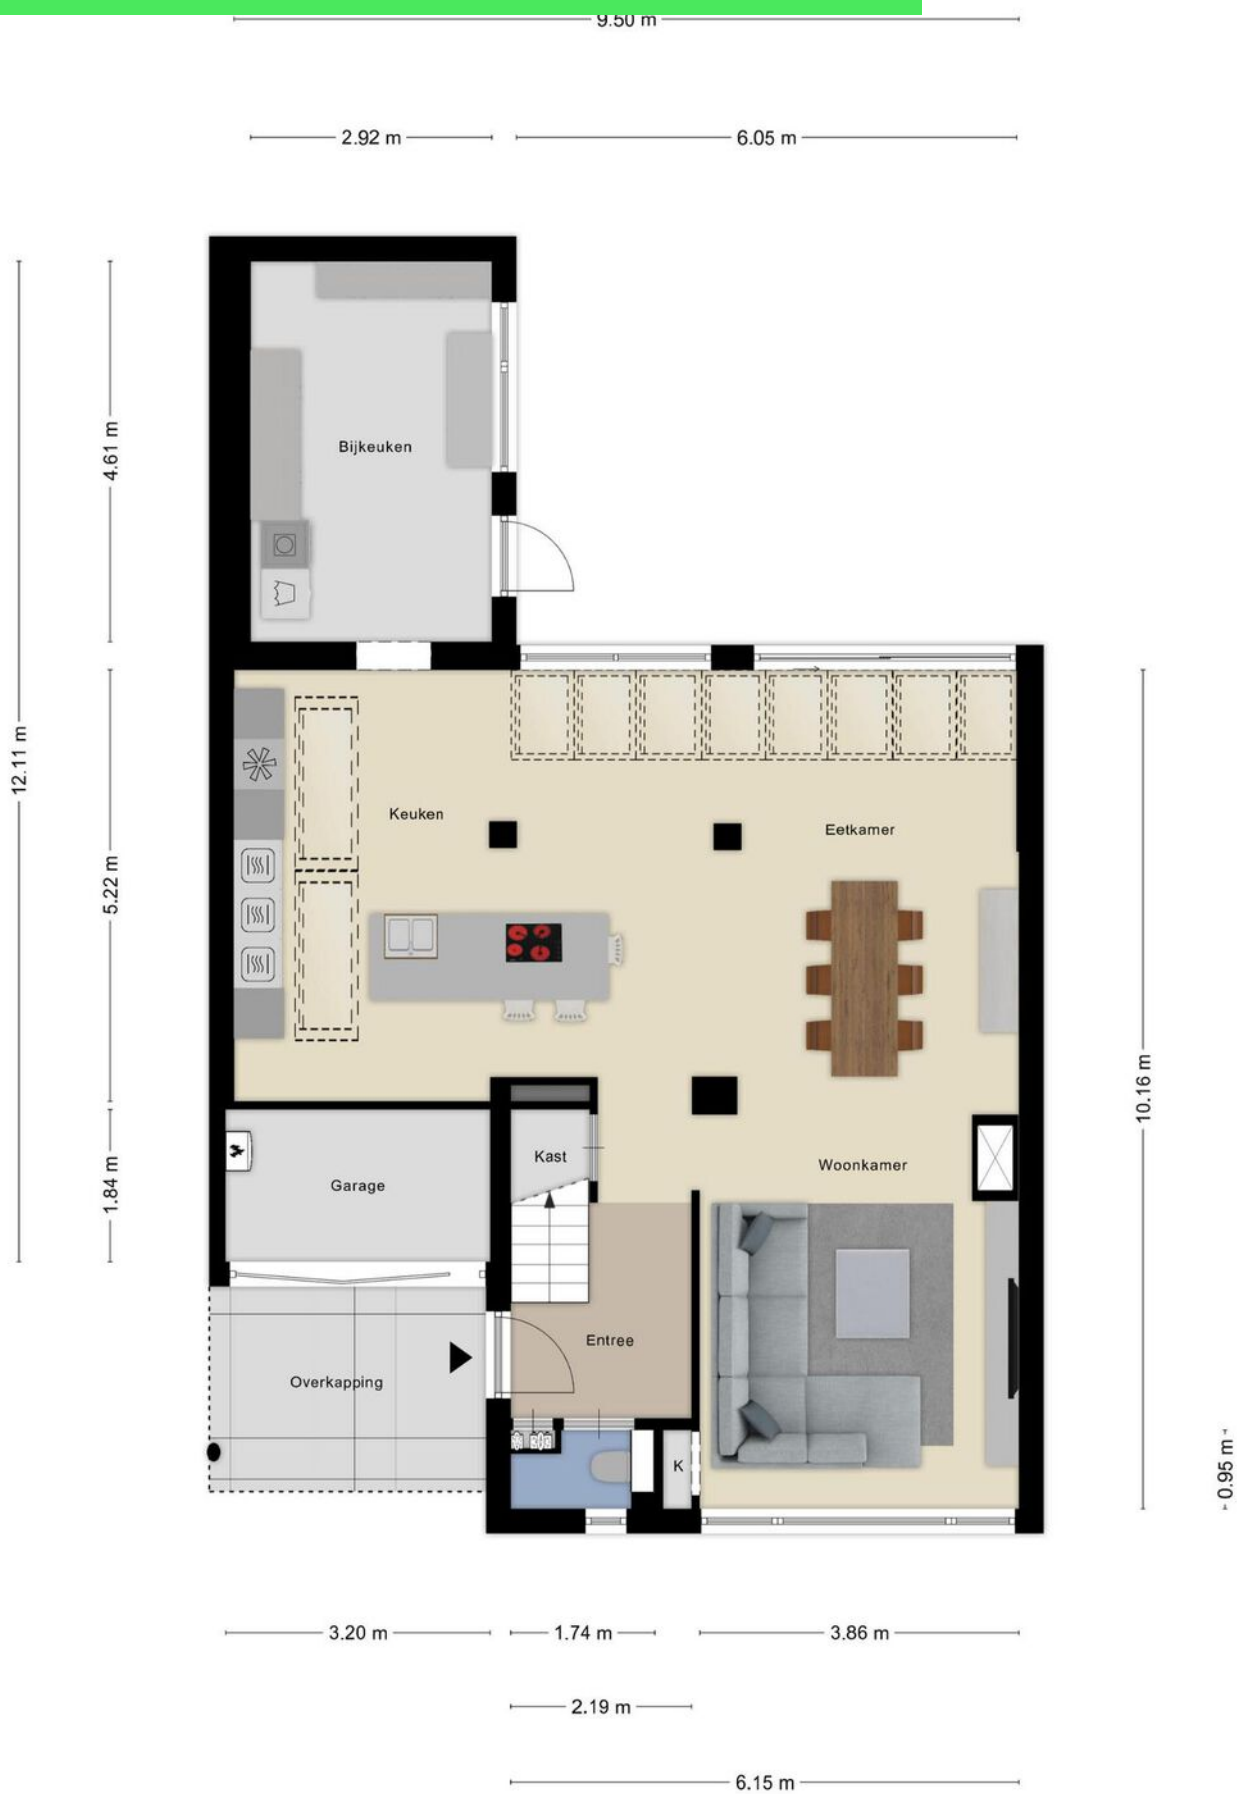 9.50 m
2.92 m
6.05 m
4.61 m
Bijkeuken
12.11 m
Keuken
Eetkamer
5.22 m
10.16 m
Kast
Woonkamer
1.84 m
Garage
Entree
Overkapping
K
0.95 m
3.20 m
1.74 m
3.86 m
2.19 m
6.15 m